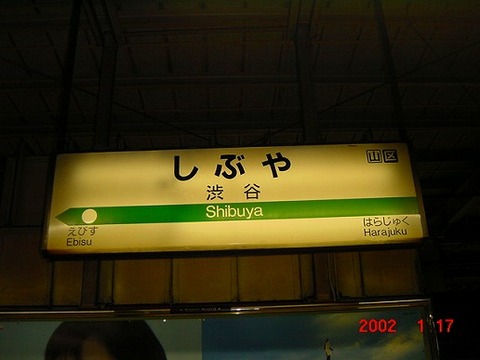 しぶや
山 区
渋谷
Shibuya
えびす
Ebisu
はらじゅく
Harajuku
2002 1 17